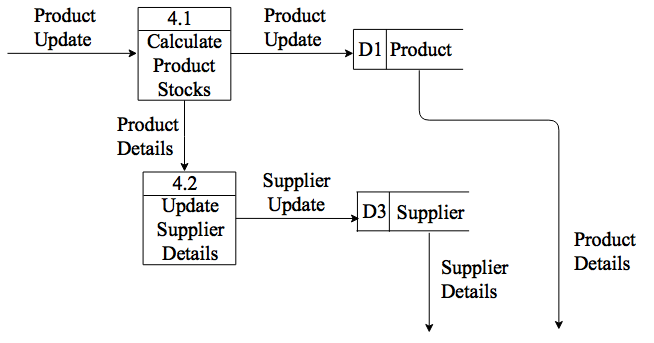 Product
Update
4.1
Calculate
Product
Stocks
Product
Update
D1 Product
Product
Details
4.2
Update
Supplier
Details
Supplier
Update
D3 Supplier
Supplier
Details
Product
Details